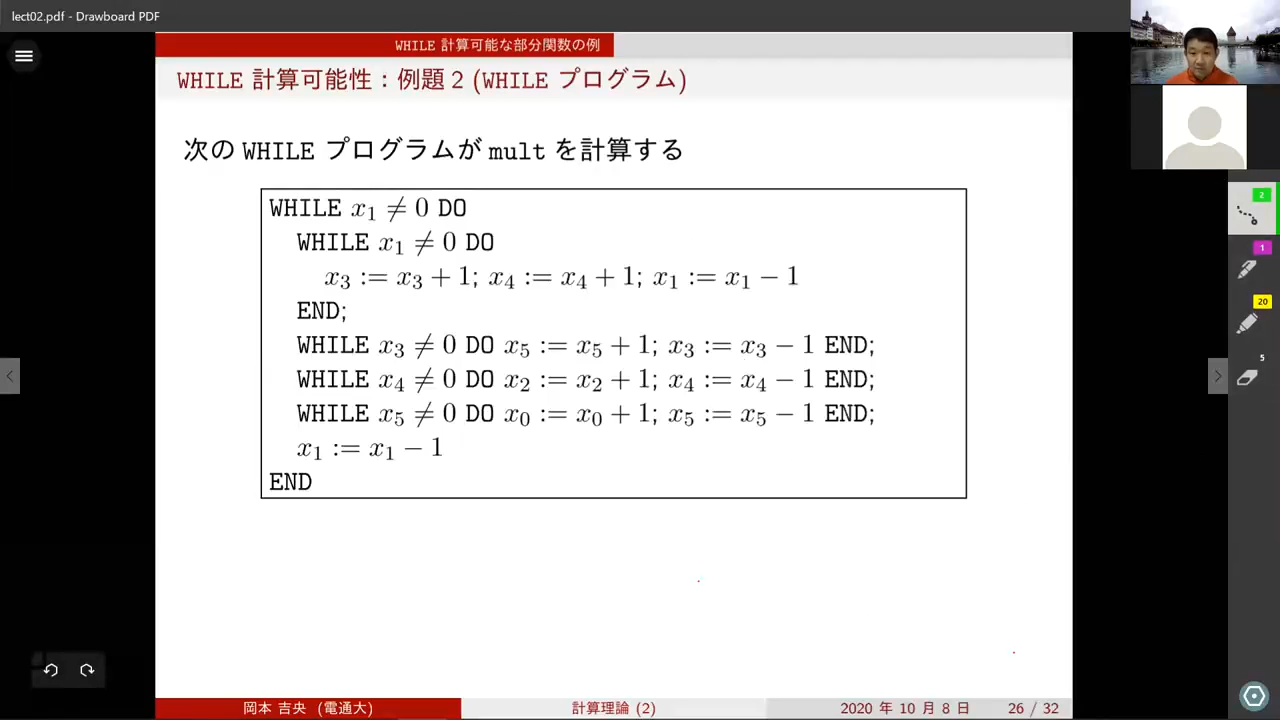 lect02.pdf - Drawboard PDF
WHILE 計算可能な部分関数の例
WHILE 計算可能性：例題 2 (WHILE プログラム)
次の WHILE プログラムが mult を計算する
WHILE x₁ ≠ 0 DO
WHILE x₁ ≠ 0 DO
x₃ := x₃ + 1; x₄ := x₄ + 1; x₁ := x₁ − 1
END;
WHILE x₃ ≠ 0 DO x₅ := x₅ + 1; x₃ := x₃ − 1 END;
WHILE x₄ ≠ 0 DO x₂ := x₂ + 1; x₄ := x₄ − 1 END;
WHILE x₅ ≠ 0 DO x₀ := x₀ + 1; x₅ := x₅ − 1 END;
x₁ := x₁ − 1
END
岡本 吉央 (電通大)
計算理論 (2)
2020 年 10 月 8 日
26 / 32
2
1
20
5